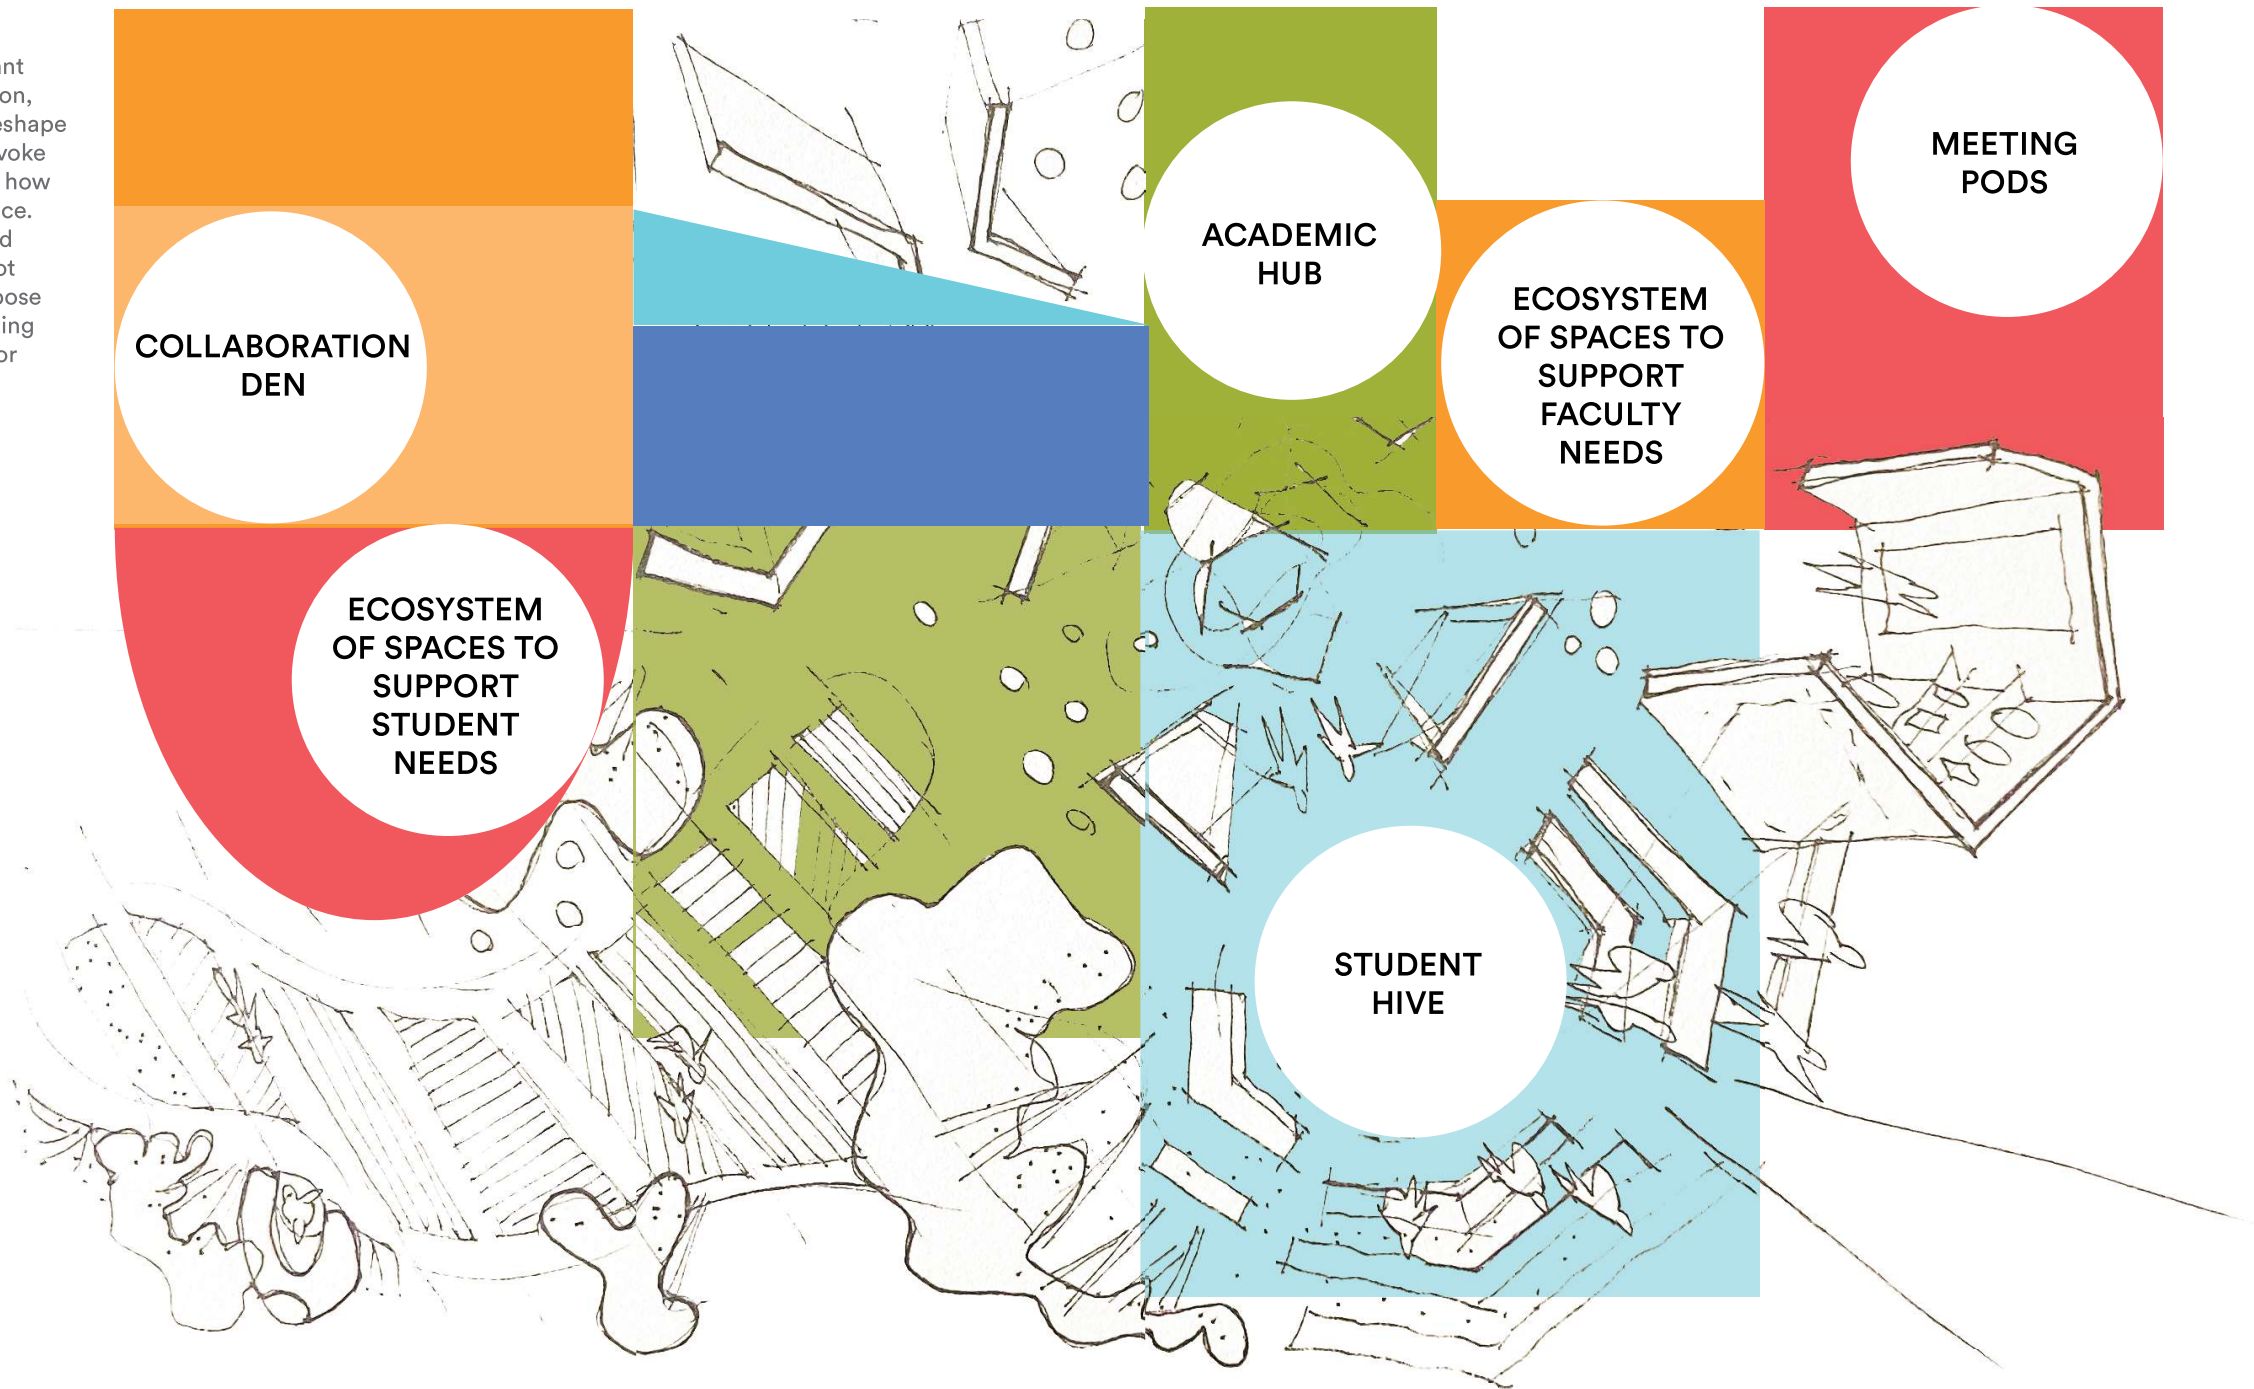 how
COLLABORATION
DEN
ECOSYSTEM
OF SPACES TO
SUPPORT
STUDENT
NEEDS
ACADEMIC
HUB
ECOSYSTEM
OF SPACES TO
SUPPORT
FACULTY
NEEDS
MEETING
PODS
STUDENT
HIVE